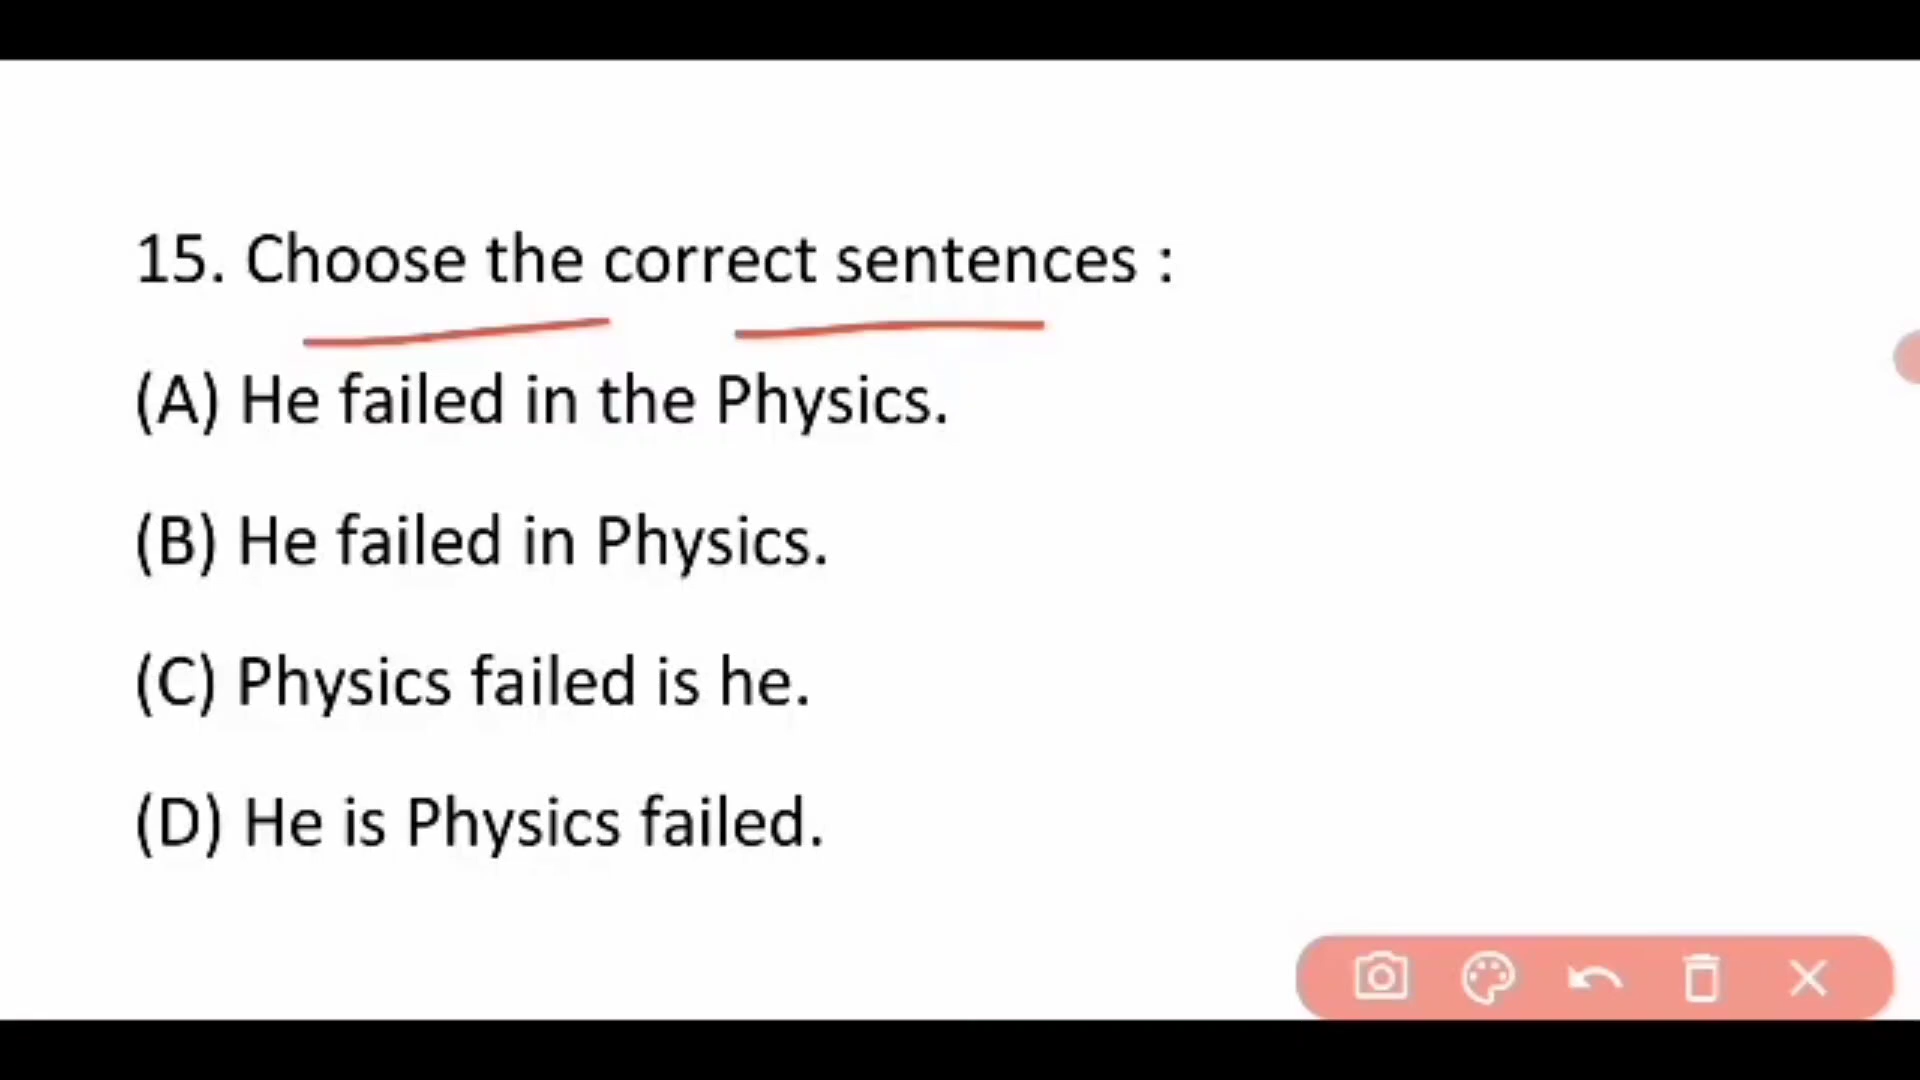 15. Choose the correct sentences :
(A) He failed in the Physics.
(B) He failed in Physics.
(C) Physics failed is he.
(D) He is Physics failed.